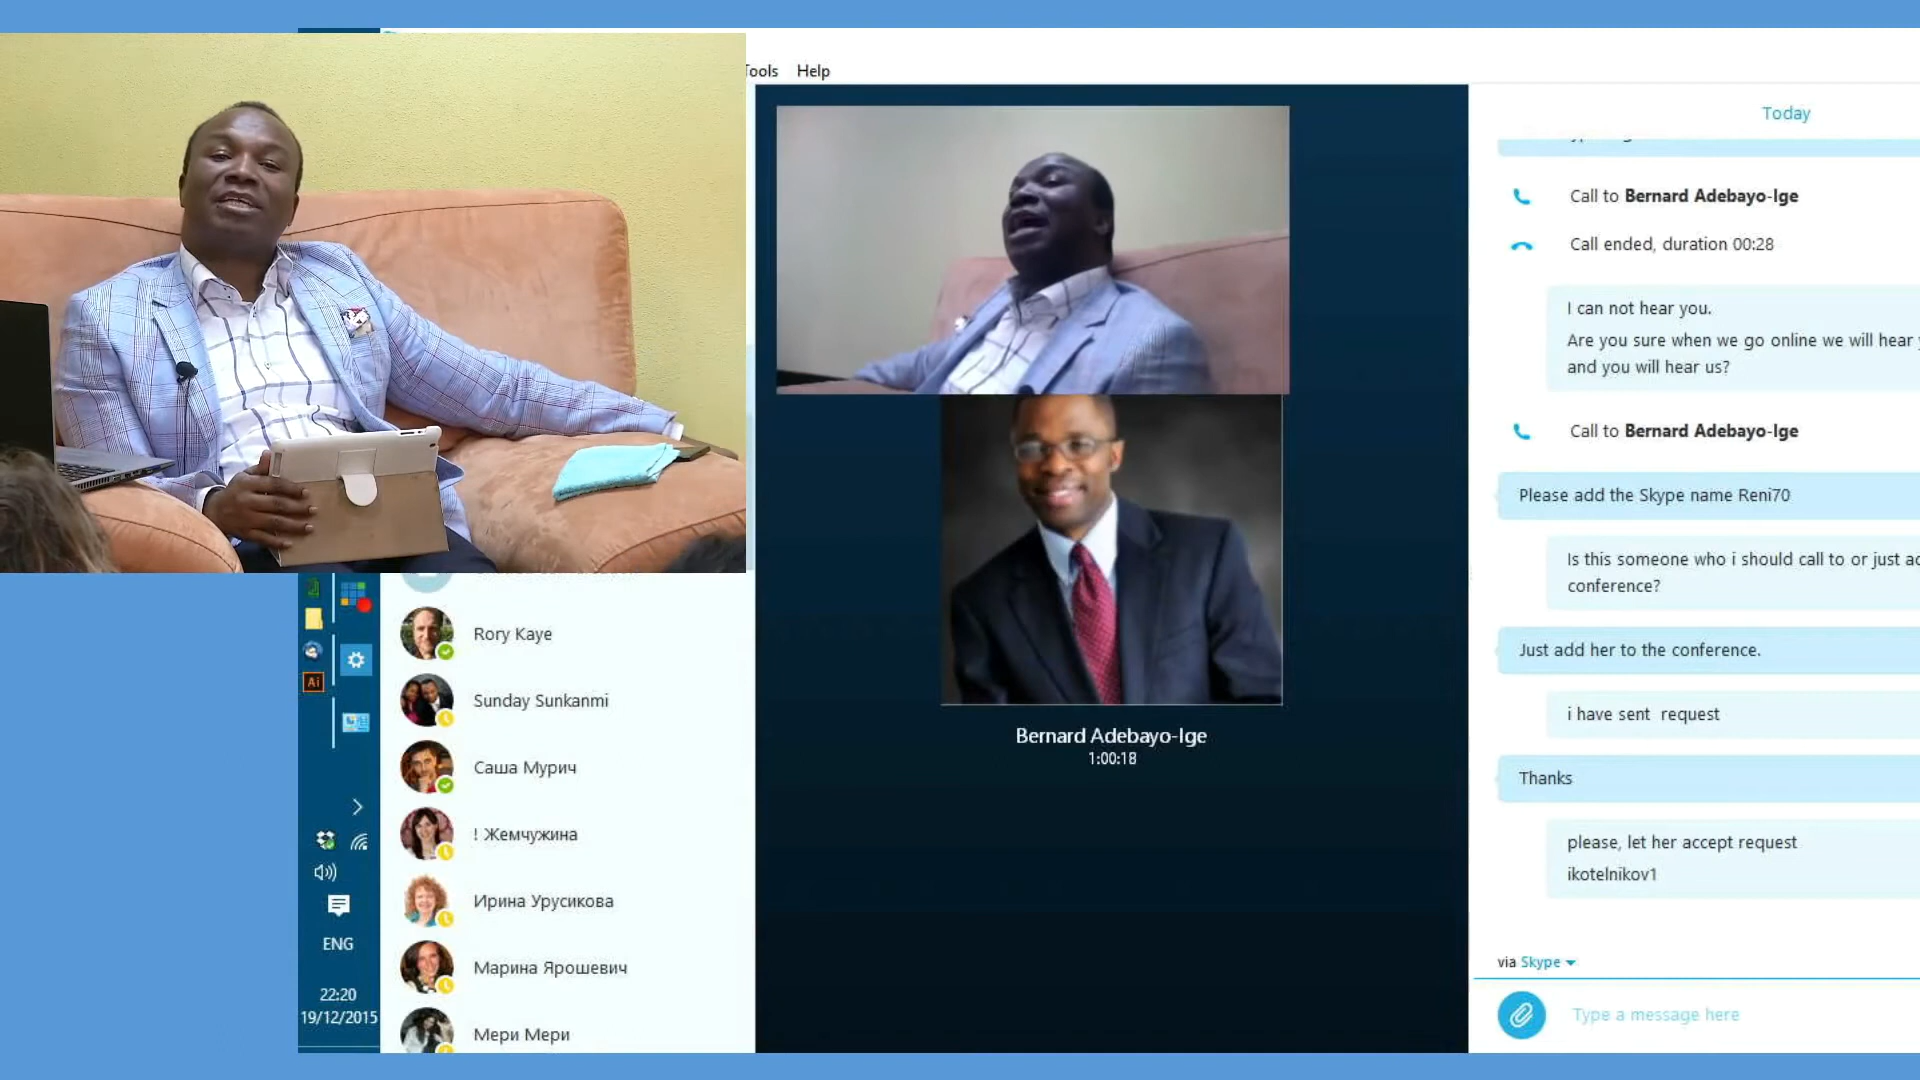 Tools Help
Today
Call to Bernard Adebayo-Ige
Call ended, duration 00:28
I can not hear you.
Are you sure when we go online we will hear
and you will hear us?
Call to Bernard Adebayo-Ige
Please add the Skype name Reni70
Is this someone who i should call to or just
conference?
Just add her to the conference.
i have sent request
Thanks
please, let her accept request
ikotelnikov1
via Skype
Type a message here
Bernard Adebayo-Ige
1:00:18
Rory Kaye
Sunday Sunkanmi
Саша Мурич
! Жемчужина
Ирина Урусикова
Марина Ярошевич
Мери Мери
Ai
ENG
22:20
19/12/2015